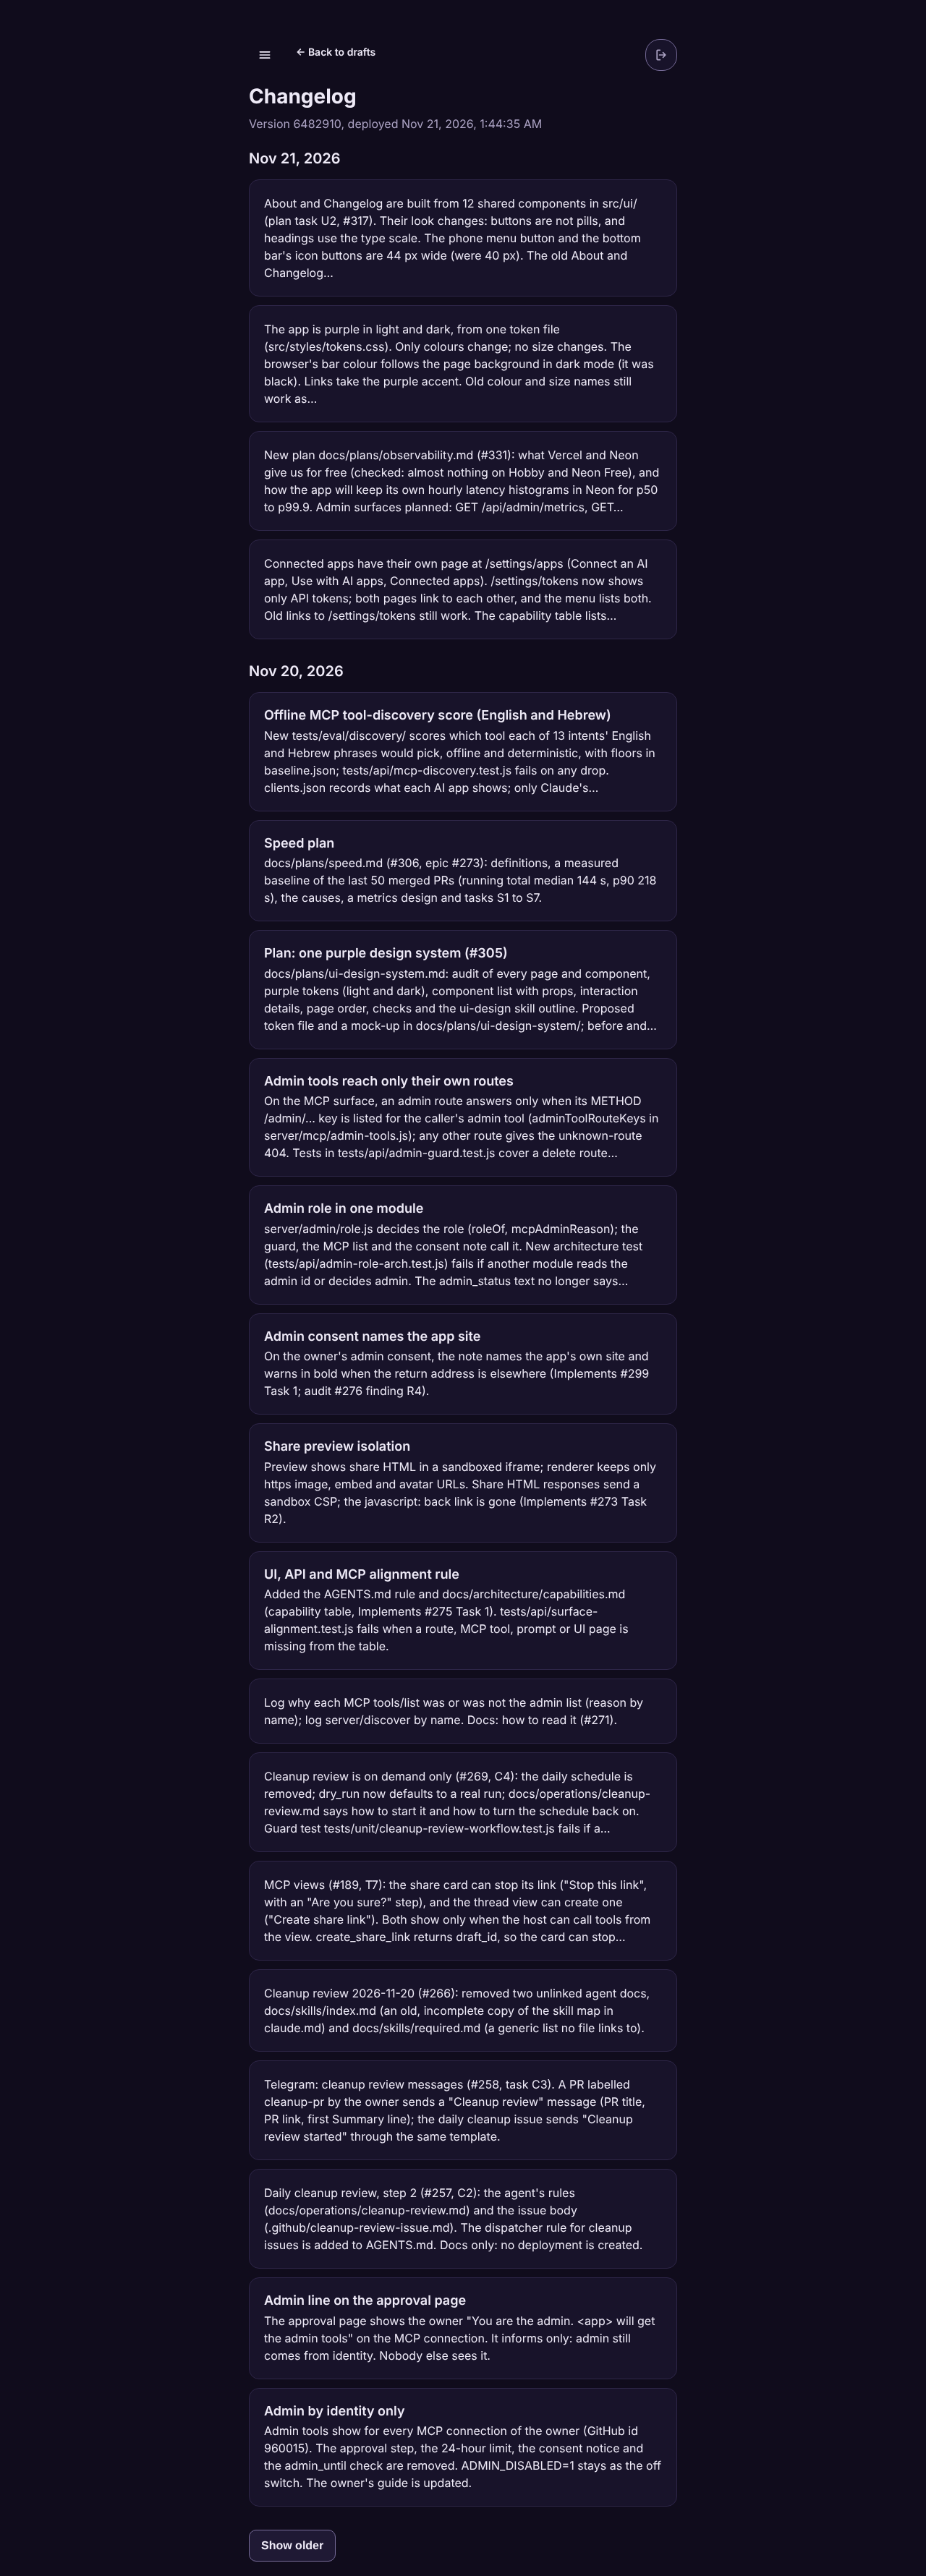 ← Back to drafts
Changelog
Version 6482910, deployed Nov 21, 2026, 1:44:35 AM
Nov 21, 2026
About and Changelog are built from 12 shared components in src/ui/
(plan task U2, #317). Their look changes: buttons are not pills, and
headings use the type scale. The phone menu button and the bottom
bar's icon buttons are 44 px wide (were 40 px). The old About and
Changelog...
The app is purple in light and dark, from one token file
(src/styles/tokens.css). Only colours change; no size changes. The
browser's bar colour follows the page background in dark mode (it was
black). Links take the purple accent. Old colour and size names still
work as...
New plan docs/plans/observability.md (#331): what Vercel and Neon
give us for free (checked: almost nothing on Hobby and Neon Free), and
how the app will keep its own hourly latency histograms in Neon for p50
to p99.9. Admin surfaces planned: GET /api/admin/metrics, GET...
Connected apps have their own page at /settings/apps (Connect an AI
app, Use with AI apps, Connected apps). /settings/tokens now shows
only API tokens; both pages link to each other, and the menu lists both.
Old links to /settings/tokens still work. The capability table lists...
Nov 20, 2026
Offline MCP tool-discovery score (English and Hebrew)
New tests/eval/discovery/ scores which tool each of 13 intents' English
and Hebrew phrases would pick, offline and deterministic, with floors in
baseline.json; tests/api/mcp-discovery.test.js fails on any drop.
clients.json records what each AI app shows; only Claude's...
Speed plan
docs/plans/speed.md (#306, epic #273): definitions, a measured
baseline of the last 50 merged PRs (running total median 144 s, p90 218
s), the causes, a metrics design and tasks S1 to S7.
Plan: one purple design system (#305)
docs/plans/ui-design-system.md: audit of every page and component,
purple tokens (light and dark), component list with props, interaction
details, page order, checks and the ui-design skill outline. Proposed
token file and a mock-up in docs/plans/ui-design-system/; before and...
Admin tools reach only their own routes
On the MCP surface, an admin route answers only when its METHOD
/admin/... key is listed for the caller's admin tool (adminToolRouteKeys in
server/mcp/admin-tools.js); any other route gives the unknown-route
404. Tests in tests/api/admin-guard.test.js cover a delete route...
Admin role in one module
server/admin/role.js decides the role (roleOf, mcpAdminReason); the
guard, the MCP list and the consent note call it. New architecture test
(tests/api/admin-role-arch.test.js) fails if another module reads the
admin id or decides admin. The admin_status text no longer says...
Admin consent names the app site
On the owner's admin consent, the note names the app's own site and
warns in bold when the return address is elsewhere (Implements #299
Task 1; audit #276 finding R4).
Share preview isolation
Preview shows share HTML in a sandboxed iframe; renderer keeps only
https image, embed and avatar URLs. Share HTML responses send a
sandbox CSP; the javascript: back link is gone (Implements #273 Task
R2).
UI, API and MCP alignment rule
Added the AGENTS.md rule and docs/architecture/capabilities.md
(capability table, Implements #275 Task 1). tests/api/surface-
alignment.test.js fails when a route, MCP tool, prompt or UI page is
missing from the table.
Log why each MCP tools/list was or was not the admin list (reason by
name); log server/discover by name. Docs: how to read it (#271).
Cleanup review is on demand only (#269, C4): the daily schedule is
removed; dry_run now defaults to a real run; docs/operations/cleanup-
review.md says how to start it and how to turn the schedule back on.
Guard test tests/unit/cleanup-review-workflow.test.js fails if a...
MCP views (#189, T7): the share card can stop its link ("Stop this link",
with an "Are you sure?" step), and the thread view can create one
("Create share link"). Both show only when the host can call tools from
the view. create_share_link returns draft_id, so the card can stop...
Cleanup review 2026-11-20 (#266): removed two unlinked agent docs,
docs/skills/index.md (an old, incomplete copy of the skill map in
claude.md) and docs/skills/required.md (a generic list no file links to).
Telegram: cleanup review messages (#258, task C3). A PR labelled
cleanup-pr by the owner sends a "Cleanup review" message (PR title,
PR link, first Summary line); the daily cleanup issue sends "Cleanup
review started" through the same template.
Daily cleanup review, step 2 (#257, C2): the agent's rules
(docs/operations/cleanup-review.md) and the issue body
(.github/cleanup-review-issue.md). The dispatcher rule for cleanup
issues is added to AGENTS.md. Docs only: no deployment is created.
Admin line on the approval page
The approval page shows the owner "You are the admin. <app> will get
the admin tools" on the MCP connection. It informs only: admin still
comes from identity. Nobody else sees it.
Admin by identity only
Admin tools show for every MCP connection of the owner (GitHub id
960015). The approval step, the 24-hour limit, the consent notice and
the admin_until check are removed. ADMIN_DISABLED=1 stays as the off
switch. The owner's guide is updated.
Show older